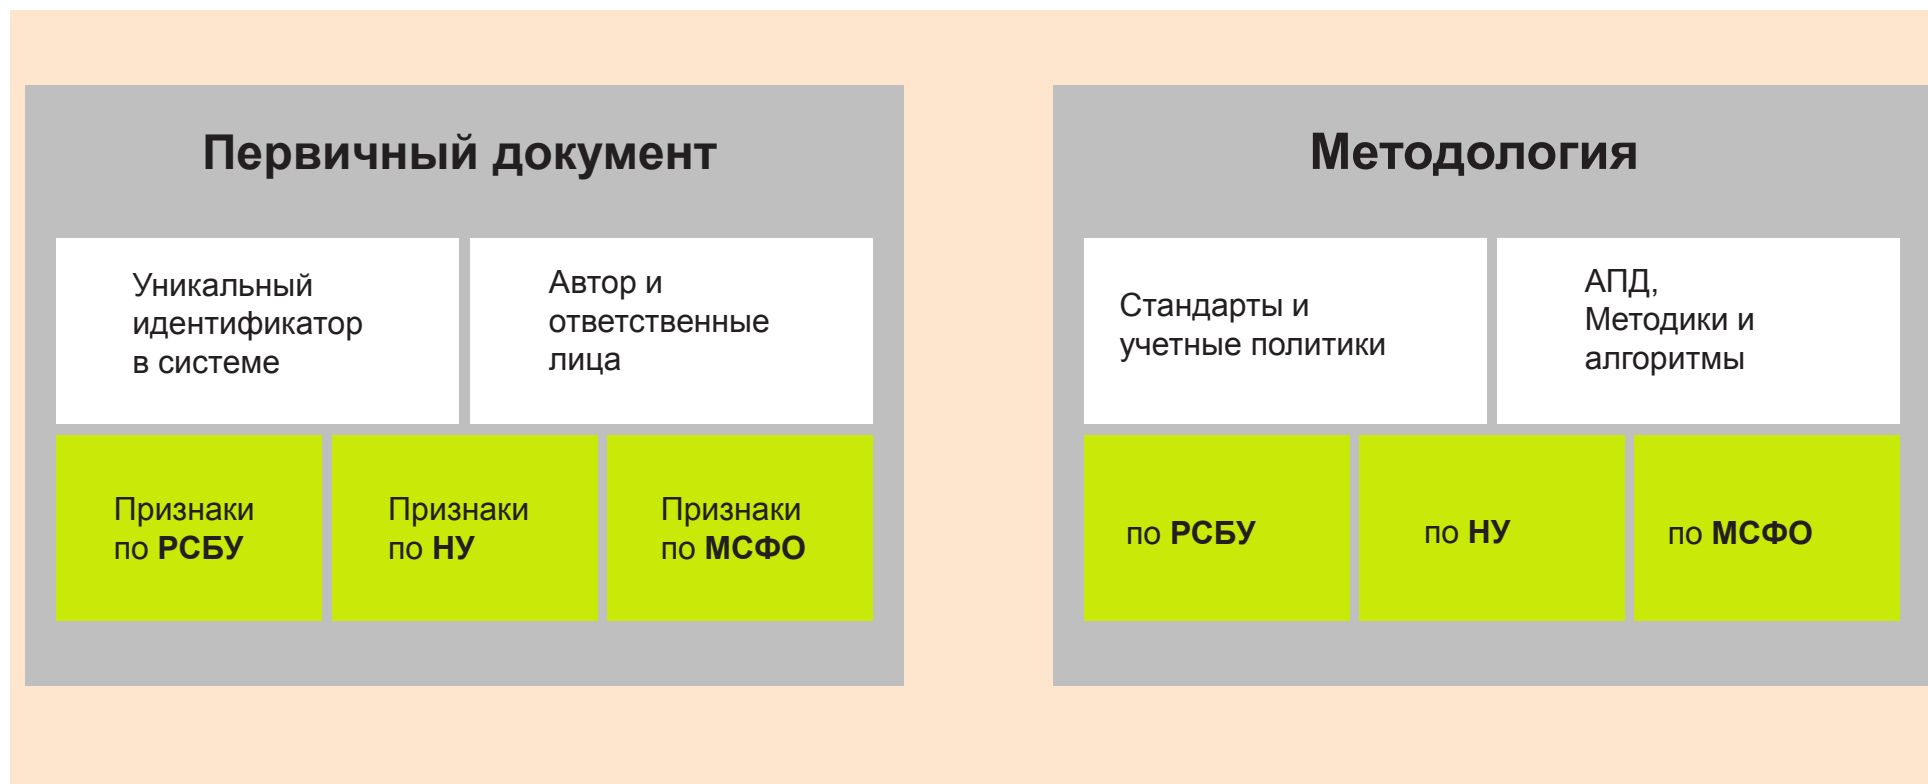 Первичный документ
Уникальный
идентификатор
в системе
Автор и
ответственные
лица
Признаки
по РСБУ
Признаки
по НУ
Признаки
по МСФО
Методология
Стандарты и
учетные политики
АПД,
Методики и
алгоритмы
по РСБУ
по НУ
по МСФО